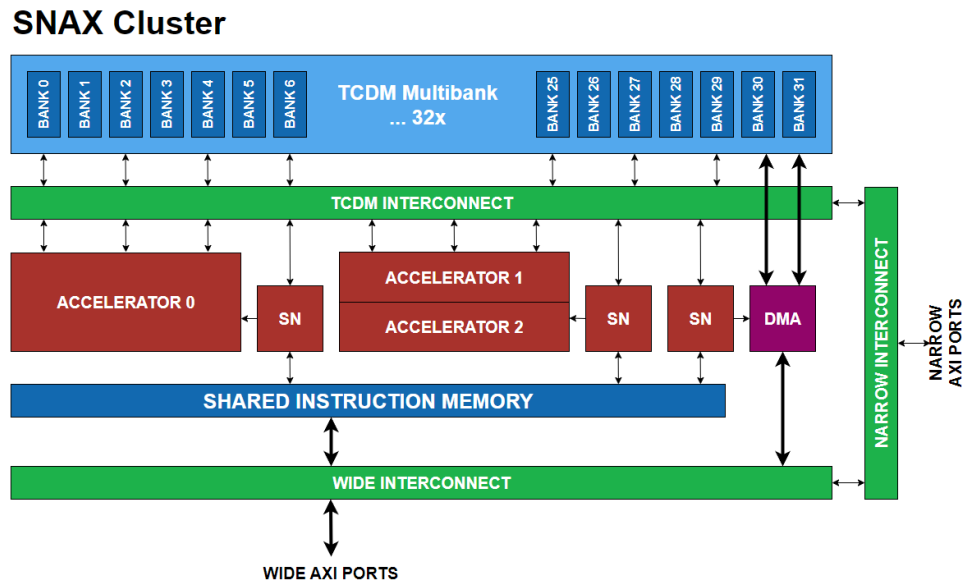 SNAX Cluster
BANK 0
BANK 1
BANK 2
BANK 3
BANK 4
BANK 5
BANK 6
TCDM Multibank
... 32x
BANK 25
BANK 26
BANK 27
BANK 28
BANK 29
BANK 30
BANK 31
TCDM INTERCONNECT
ACCELERATOR 0
SN
ACCELERATOR 1
ACCELERATOR 2
SN
SN
DMA
NARROW INTERCONNECT
NARROW
AXI PORTS
SHARED INSTRUCTION MEMORY
WIDE INTERCONNECT
WIDE AXI PORTS